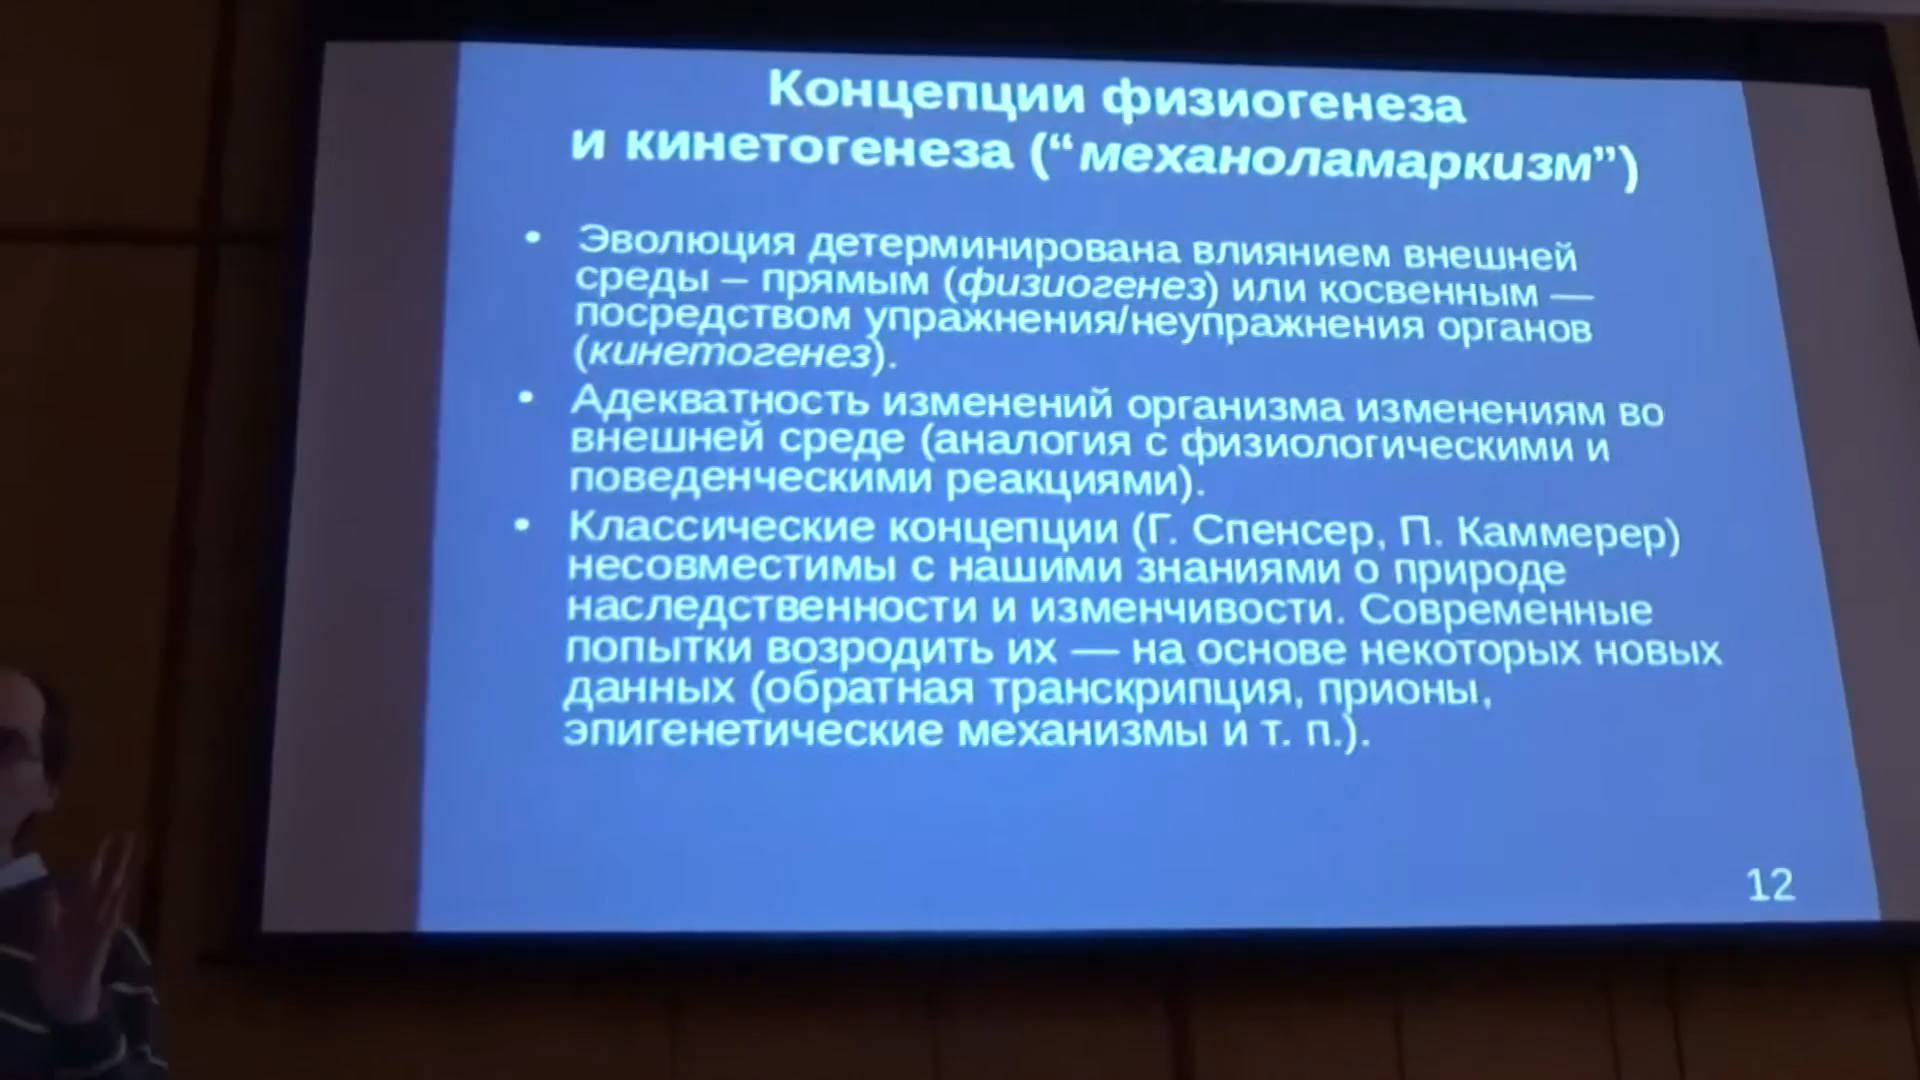 Концепции физиогенеза
и кинетогенеза (“механоламаркизм”)
• Эволюция детерминирована влиянием внешней
среды – прямым (физиогенез) или косвенным —
посредством упражнения/неупражнения органов
(кинетогенез).
• Адекватность изменений организма изменениям во
внешней среде (аналогия с физиологическими и
поведенческими реакциями).
• Классические концепции (Г. Спенсер, П. Каммерер)
несовместимы с нашими знаниями о природе
наследственности и изменчивости. Современные
попытки возродить их — на основе некоторых новых
данных (обратная транскрипция, прионы,
эпигенетические механизмы и т. п.).
12